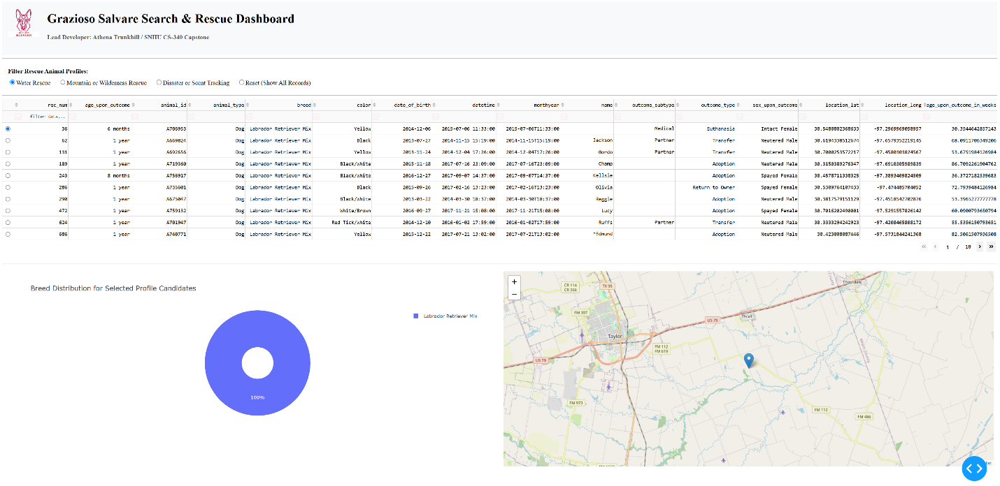 Grazioso Salvare Search & Rescue Dashboard
SALVARE
Lead Developer: Athena Trunkhill / SNHU CS-340 Capstone
Filter Rescue Animal Profiles:
Water Rescue Mountain or Wilderness Rescue Disaster or Scent Tracking Reset (Show All Records)
rec_num age_upon_outcome animal_id animal_type breed color date_of_birth datetime monthyear name outcome_subtype outcome_type sex_upon_outcome location_lat location_long age_upon_outcome_in_weeks
filter data...
36 6 months A706953 Dog Labrador Retriever Mix Yellow 2014-12-06 2015-07-06 11:33:00 2015-07-06T11:33:00 Medical Euthanasia Intact Female 30.5480802368633 -97.2969969058957 30.3544642857143
62 1 year A669824 Dog Labrador Retriever Mix Black 2013-07-27 2014-11-15 15:19:00 2014-11-15T15:19:00 Jackson Partner Transfer Neutered Male 30.6194330512674 -97.6579352219145 68.0911706349206
131 1 year A692656 Dog Labrador Retriever Mix Yellow 2013-11-24 2014-12-04 17:26:00 2014-12-04T17:26:00 Gordo Partner Transfer Neutered Male 30.7000253572217 -97.4580303824567 53.6751984126984
189 1 year A719360 Dog Labrador Retriever Mix Black/White 2015-11-18 2017-07-16 23:09:00 2017-07-16T23:09:00 Champ Adoption Neutered Male 30.3150389276347 -97.6910305989839 86.7092261904762
243 8 months A756917 Dog Labrador Retriever Mix Black/White 2016-12-27 2017-09-07 14:37:00 2017-09-07T14:37:00 Kellsie Adoption Spayed Female 30.4578711338325 -97.3893409824509 36.3727182539683
286 1 year A735601 Dog Labrador Retriever Mix Black 2015-09-26 2017-02-16 13:23:00 2017-02-16T13:23:00 Olivia Return to Owner Spayed Female 30.5309764107433 -97.474485704052 72.7939484126984
290 1 year A675047 Dog Labrador Retriever Mix Black/White 2013-03-22 2014-03-30 18:37:00 2014-03-30T18:37:00 Reggie Adoption Neutered Male 30.3817579151129 -97.4518542702876 53.3965277777778
472 1 year A759132 Dog Labrador Retriever Mix White/Brown 2016-09-27 2017-11-21 15:08:00 2017-11-21T15:08:00 Lucy Adoption Spayed Female 30.7016202490001 -97.5291557826142 60.0900793650794
624 1 year A701947 Dog Labrador Retriever Mix Red Tick/White 2014-12-10 2016-01-02 17:59:00 2016-01-02T17:59:00 Ruffs Partner Transfer Neutered Male 30.3333294242923 -97.4208465808172 55.5356150793651
686 1 year A740771 Dog Labrador Retriever Mix Yellow 2015-12-22 2017-07-21 13:02:00 2017-07-21T13:02:00 *Edmund Adoption Neutered Male 30.423008087446 -97.5731844241368 82.5061507936508
1 / 18
Breed Distribution for Selected Profile Candidates
Labrador Retriever Mix
100%
+
−
CR 114
CR 366
TX 95
Thorndale
FM 397
Thrall
US 79
Taylor
FM 112
FM 619
US 79
FM 973
FM 112
FM 486